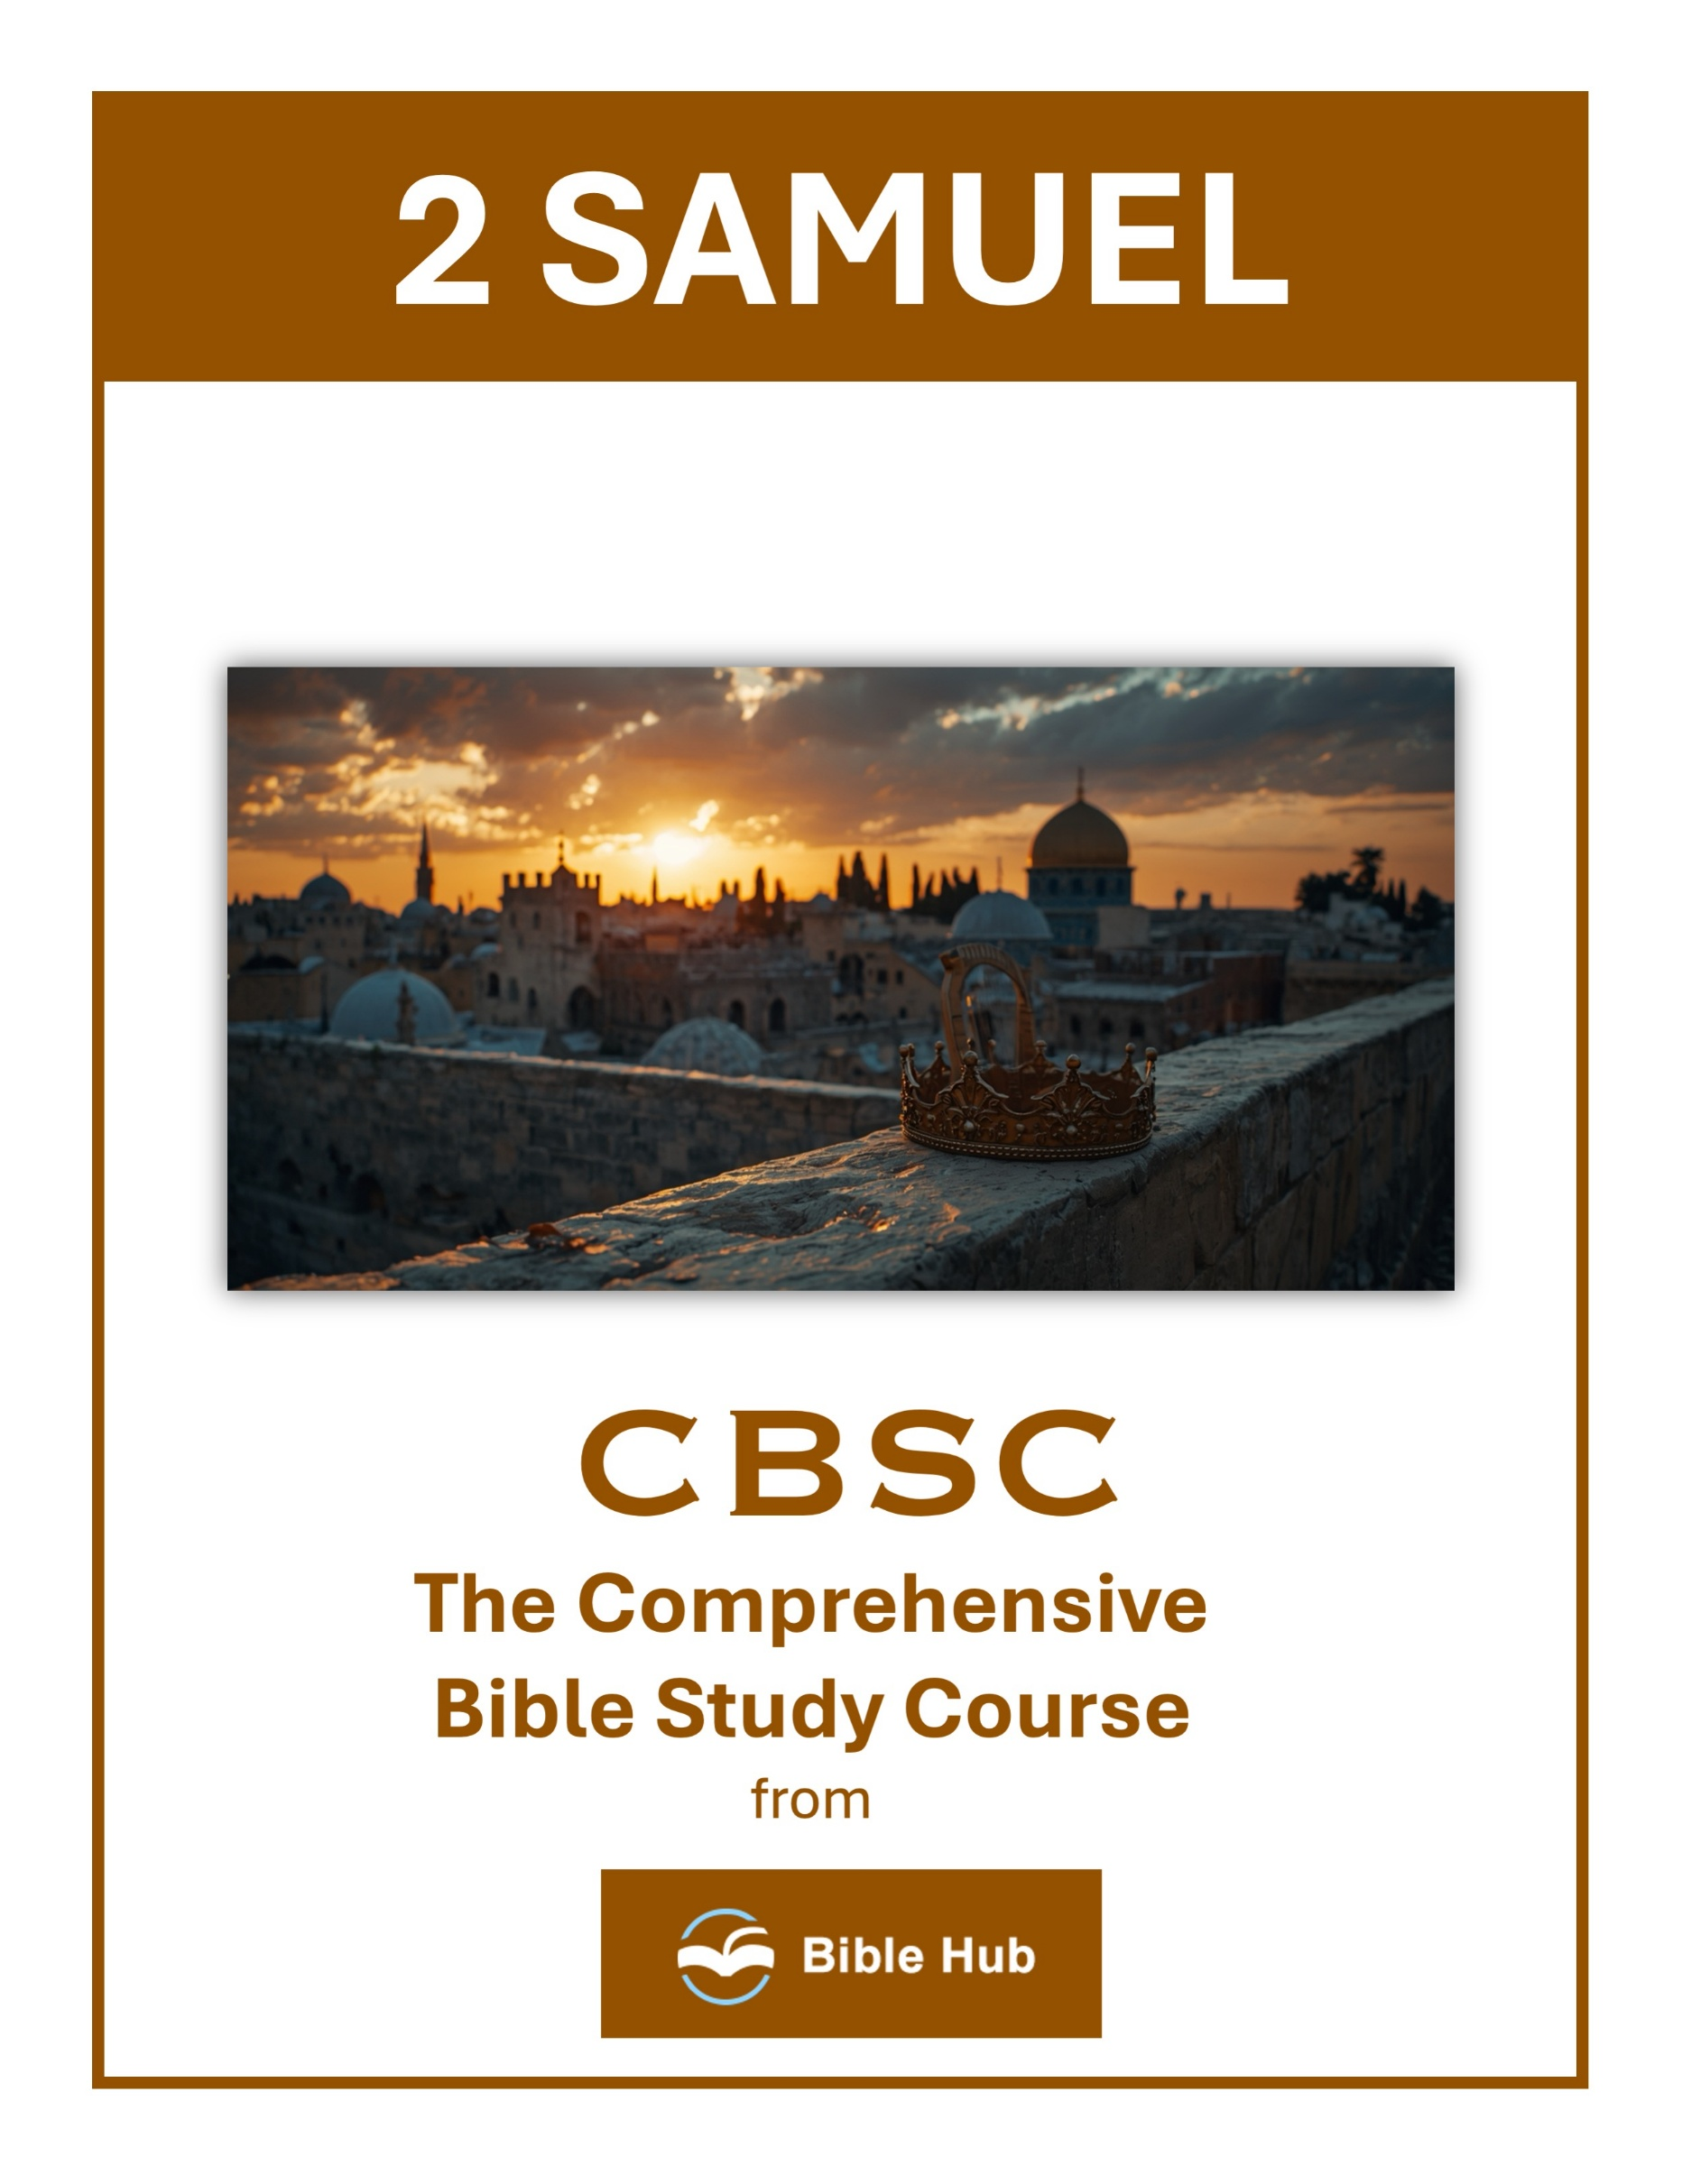 2 SAMUEL
CBSC
The Comprehensive
Bible Study Course
from
Bible Hub